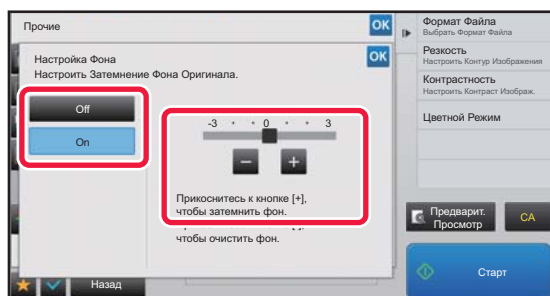 Прочие
OK
Настройка Фона
OK
Настроить Затемнение Фона Оригинала.
Off
On
-3 0 3
Прикоснитесь к кнопке [+],
чтобы затемнить фон.
чтобы очистить фон.
Назад
Формат Файла
Выбрать Формат Файла
Резкость
Настроить Контур Изображения
Контрастность
Настроить Контраст Изображ.
Цветной Режим
Предварит.
Просмотр
CA
Старт